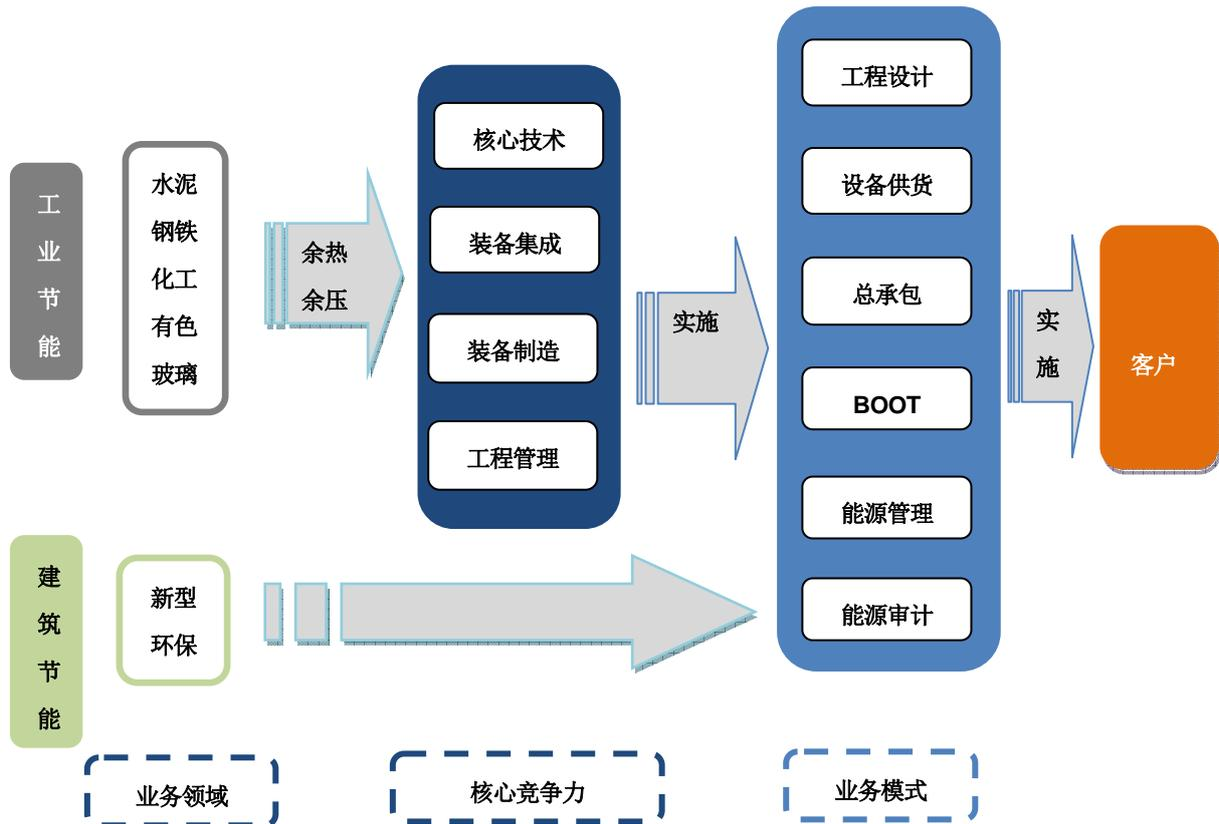 工
业
节
能
水泥
钢铁
化工
有色
玻璃
余热
余压
核心技术
装备集成
装备制造
工程管理
实施
工程设计
设备供货
总承包
BOOT
能源管理
能源审计
实
施
客户
建
筑
节
能
新型
环保
业务领域
核心竞争力
业务模式